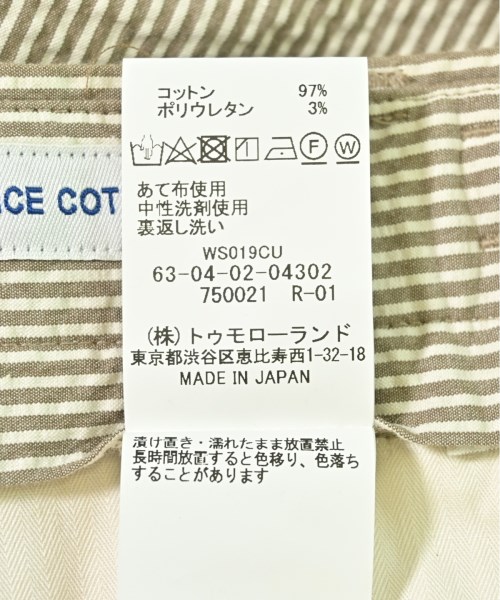 コットン 97%
ポリウレタン 3%
F W
CE COT
あて布使用
中性洗剤使用
裏返し洗い
WS019CU
63-04-02-04302
750021 R-01
(株)トゥモローランド
東京都渋谷区恵比寿西1-32-18
MADE IN JAPAN
漬け置き・濡れたまま放置禁止
長時間放置すると色移り、色落ち
することがあります